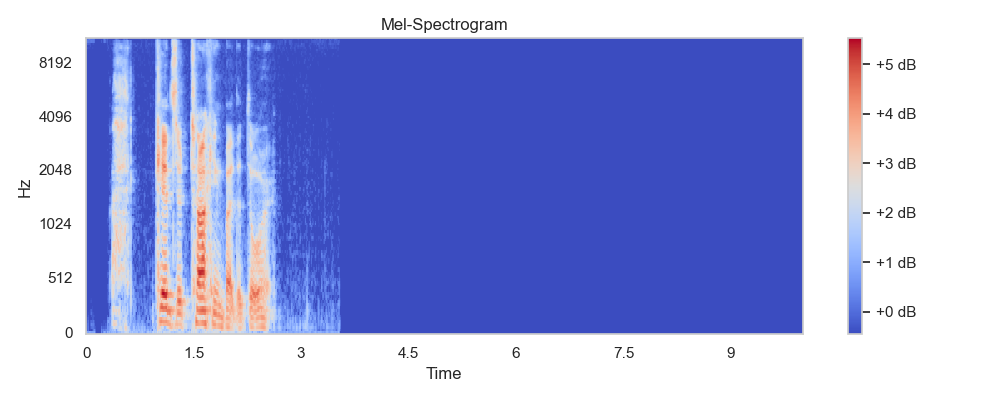 Mel-Spectrogram
8192
4096
2048
1024
512
0
Hz
0 1.5 3 4.5 6 7.5 9
Time
+5 dB
+4 dB
+3 dB
+2 dB
+1 dB
+0 dB